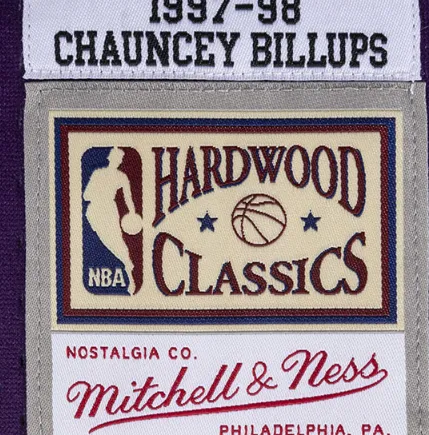 1997-98
CHAUNCEY BILLUPS
HARDWOOD
CLASSICS
NBA
NOSTALGIA CO.
Mitchell & Ness
PHILADELPHIA, PA.